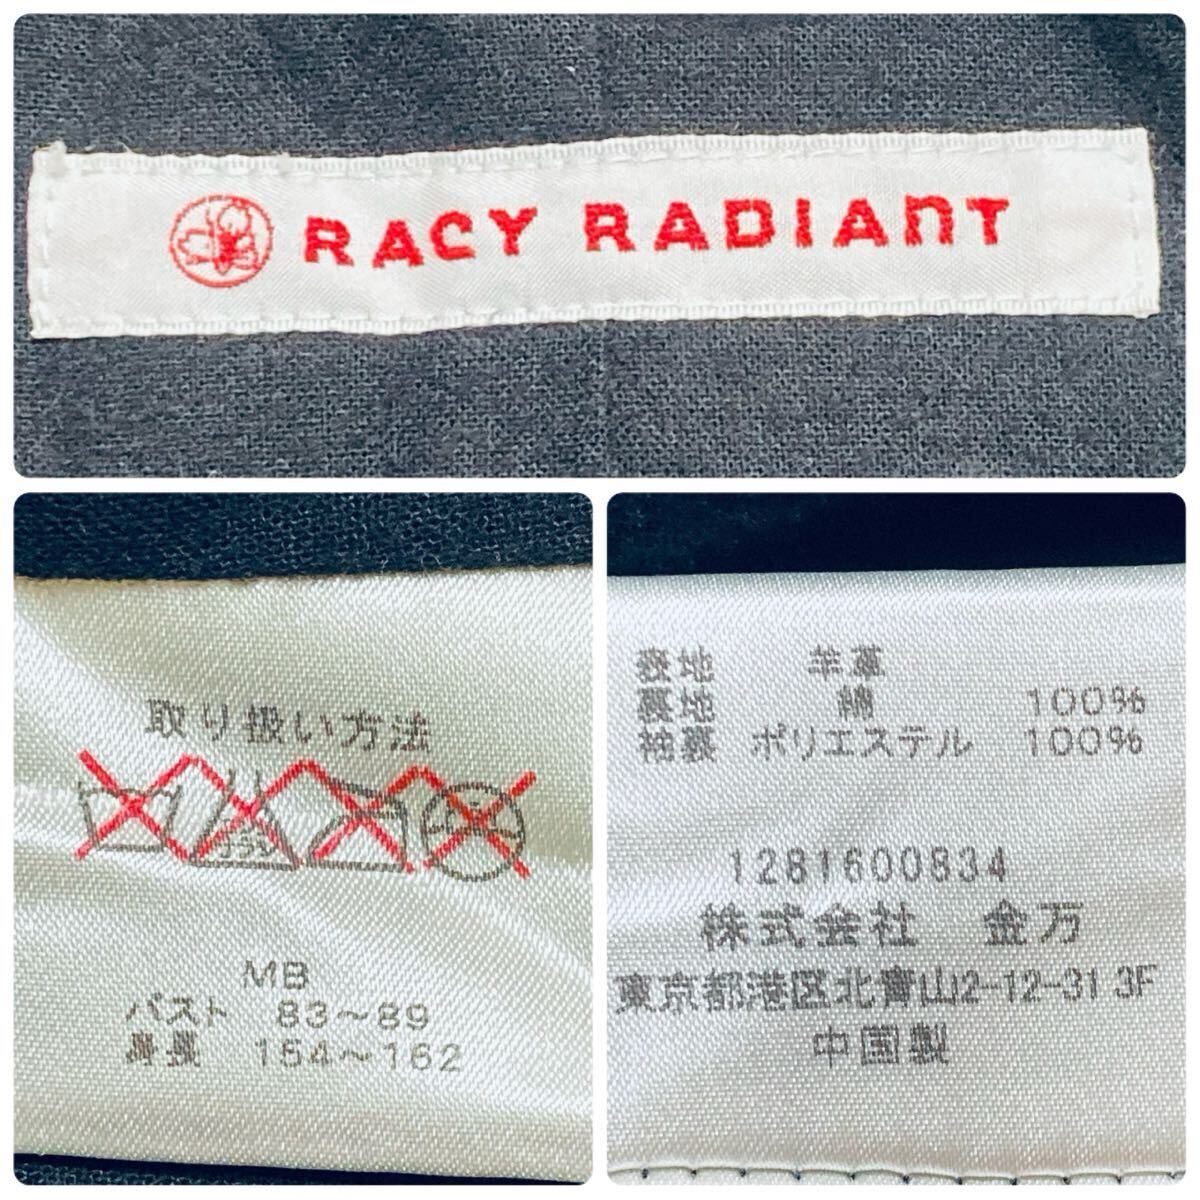 RACY RADIANT
取り扱い方法
MB
バスト 83～89
身長 154～162
表地 羊革
裏地 綿 100%
袖裏 ポリエステル 100%
1281600834
株式会社 金万
東京都港区北青山2-12-31 3F
中国製